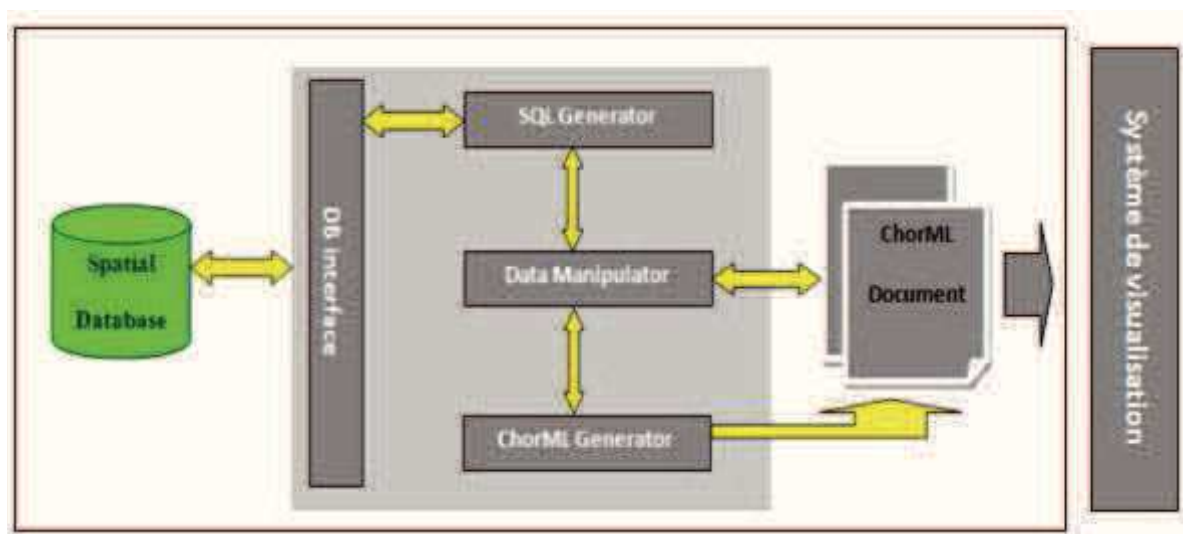 Spatial
Database
DB Interface
SQL Generator
Data Manipulator
ChorML Generator
ChorML
Document
Système de visualisation